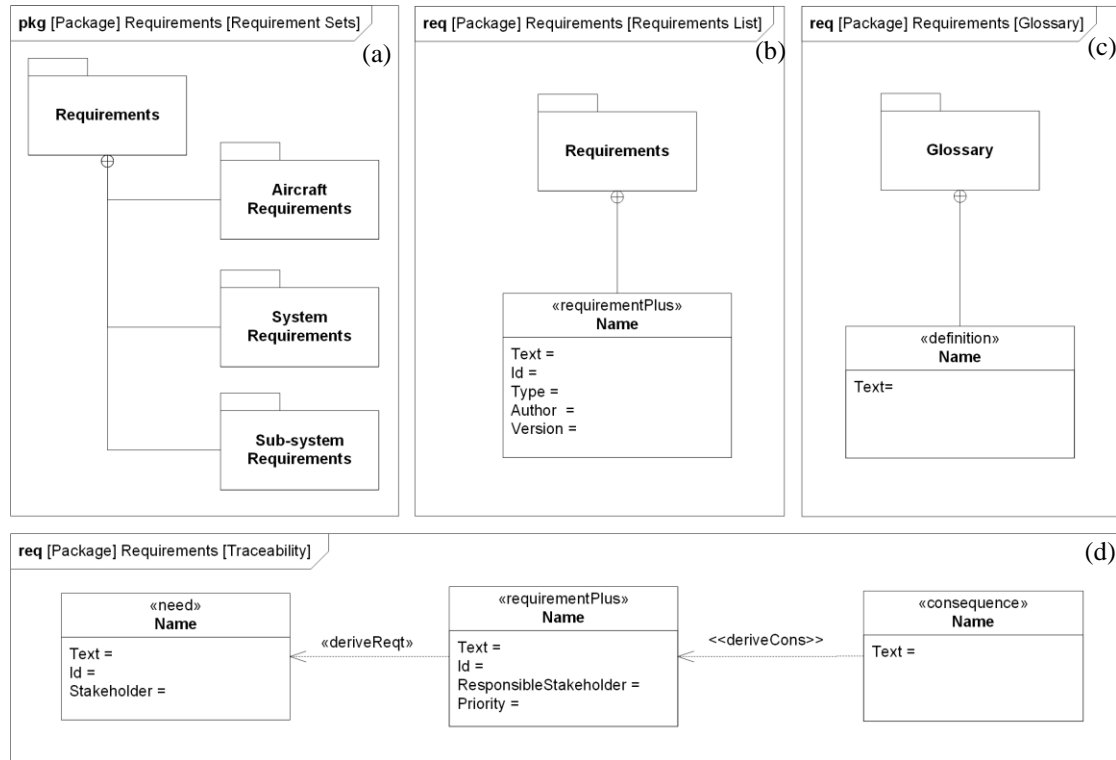 pkg [Package] Requirements [Requirement Sets]
(a)
Requirements
Aircraft
Requirements
System
Requirements
Sub-system
Requirements
req [Package] Requirements [Requirements List]
(b)
Requirements
«requirementPlus»
Name
Text =
Id =
Type =
Author =
Version =
req [Package] Requirements [Glossary]
(c)
Glossary
«definition»
Name
Text=
req [Package] Requirements [Traceability]
(d)
«need»
Name
Text =
Id =
Stakeholder =
«deriveReqt»
«requirementPlus»
Name
Text =
Id =
ResponsibleStakeholder =
Priority =
<<deriveCons>>
«consequence»
Name
Text =